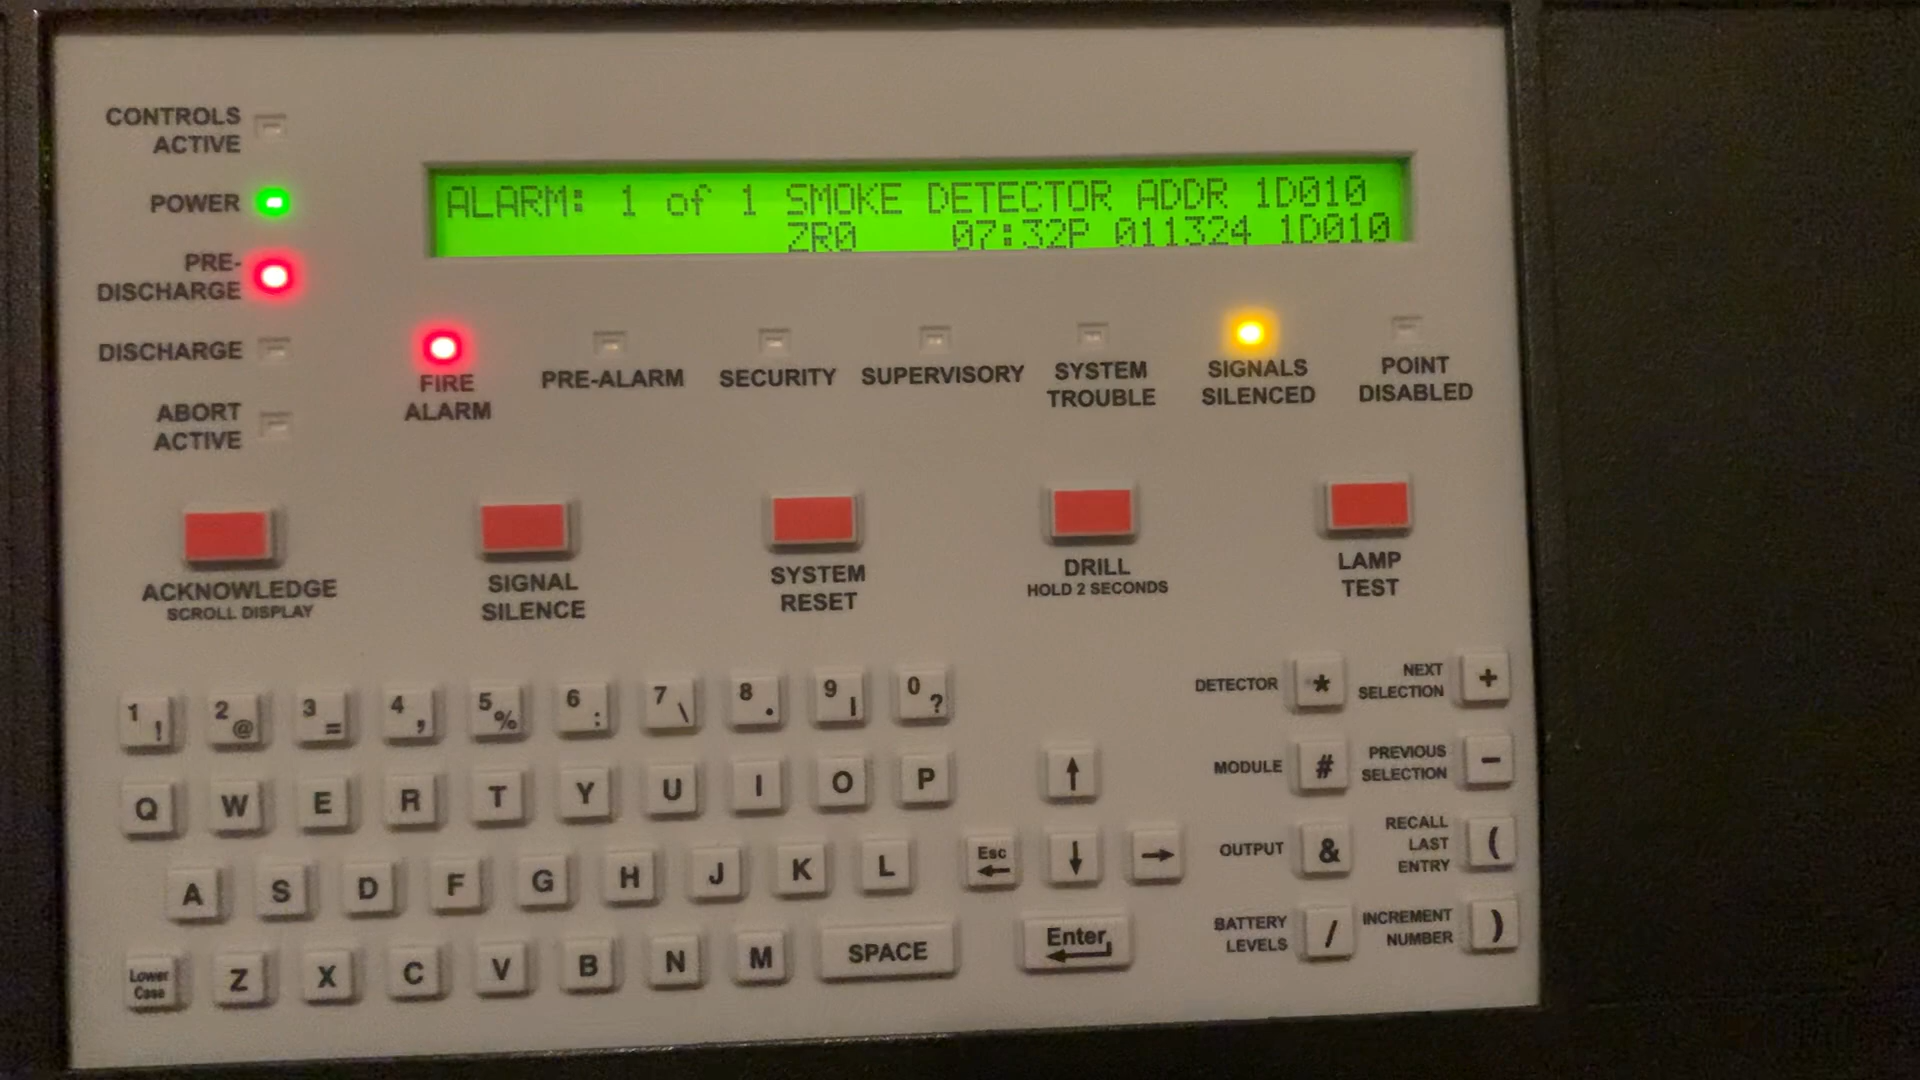 CONTROLS
ACTIVE
POWER
PRE-
DISCHARGE
DISCHARGE
ABORT
ACTIVE
ALARM: 1 of 1 SMOKE DETECTOR ADDR 1D010
ZR0 07:32P 011324 1D010
FIRE
ALARM
PRE-ALARM
SECURITY
SUPERVISORY
SYSTEM
TROUBLE
SIGNALS
SILENCED
POINT
DISABLED
ACKNOWLEDGE
SCROLL DISPLAY
SIGNAL
SILENCE
SYSTEM
RESET
DRILL
HOLD 2 SECONDS
LAMP
TEST
1 ! 2 @ 3 = 4 , 5 % 6 : 7 \ 8 . 9 | 0 ?
Q W E R T Y U I O P
A S D F G H J K L
Lower
Case
Z X C V B N M SPACE
↑
Esc
← ↓ →
Enter
DETECTOR *
NEXT
SELECTION +
MODULE #
PREVIOUS
SELECTION −
OUTPUT &
RECALL
LAST
ENTRY (
BATTERY
LEVELS /
INCREMENT
NUMBER )